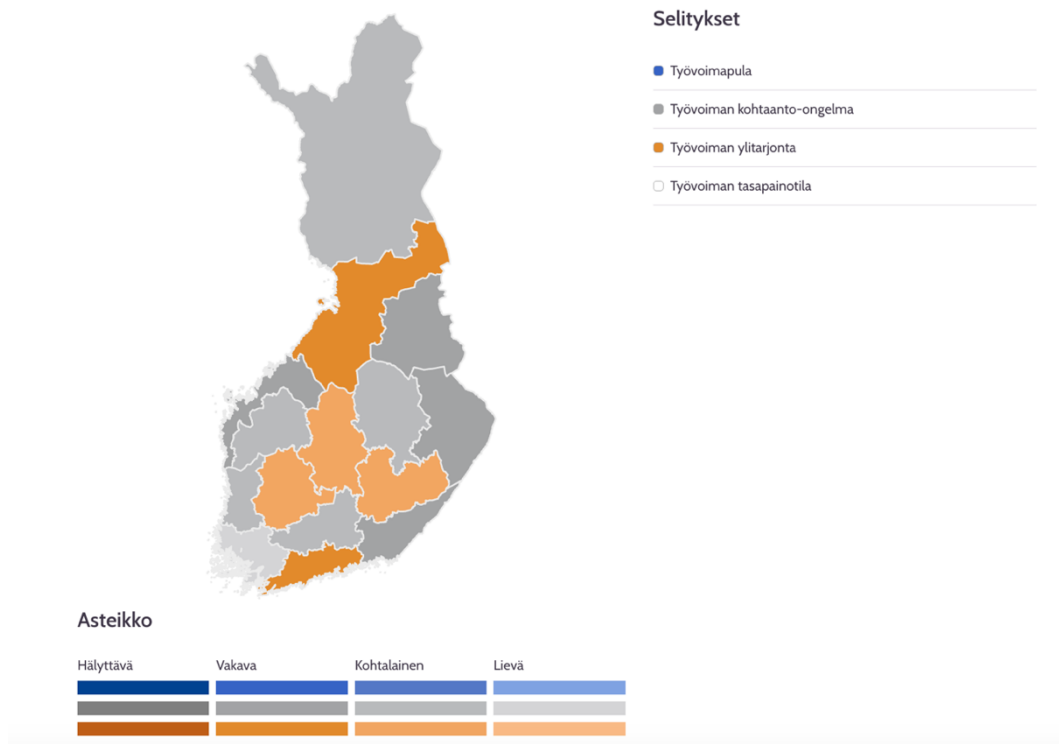 Selitykset
Työvoimapula
Työvoiman kohtaanto-ongelma
Työvoiman ylitarjonta
Työvoiman tasapainotila
Asteikko
Hälyttävä Vakava Kohtalainen Lievä